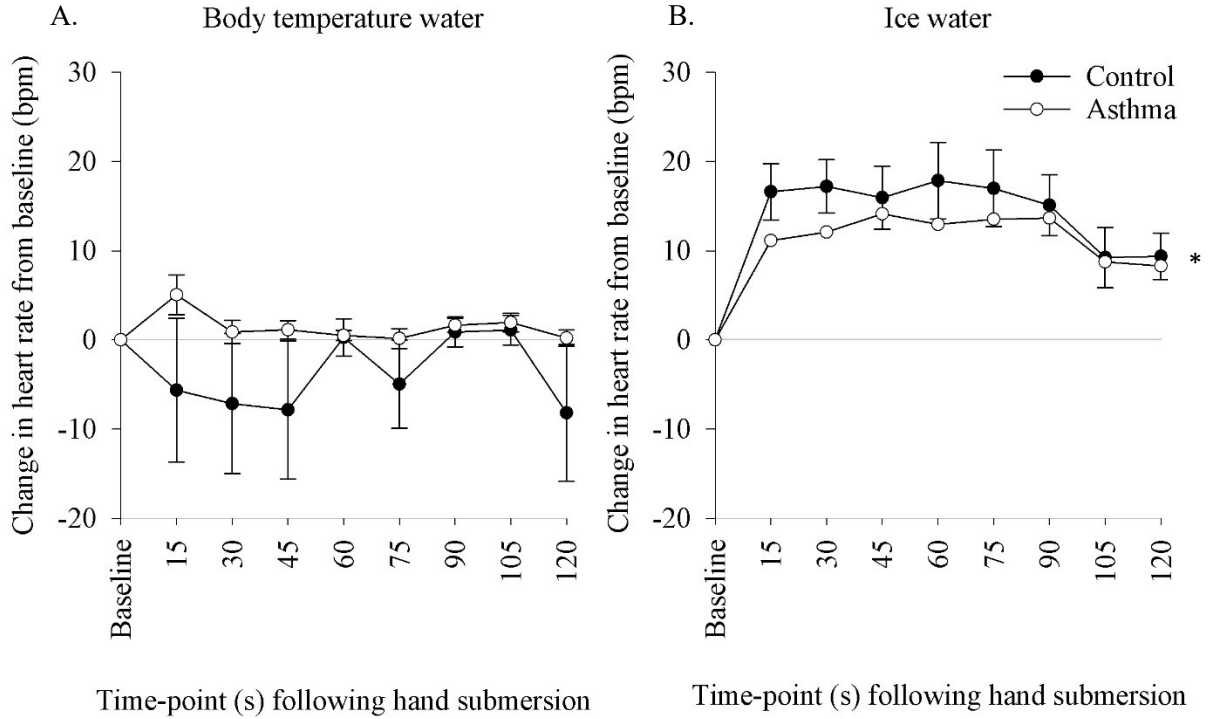 A.
Body temperature water
Change in heart rate from baseline (bpm)
30
20
10
0
-10
-20
Baseline
15
30
45
60
75
90
105
120
Time-point (s) following hand submersion
B.
Ice water
Control
Asthma
Change in heart rate from baseline (bpm)
30
20
10
0
-10
-20
*
Baseline
15
30
45
60
75
90
105
120
Time-point (s) following hand submersion